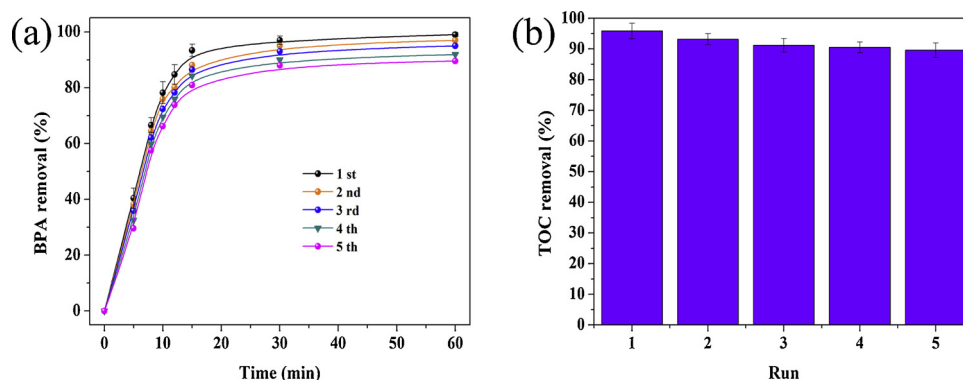 (a)
BPA removal (%)
100
80
60
40
20
0
1 st
2 nd
3 rd
4 th
5 th
0 10 20 30 40 50 60
Time (min)
(b)
TOC removal (%)
100
90
80
70
60
50
40
30
20
10
0
1 2 3 4 5
Run